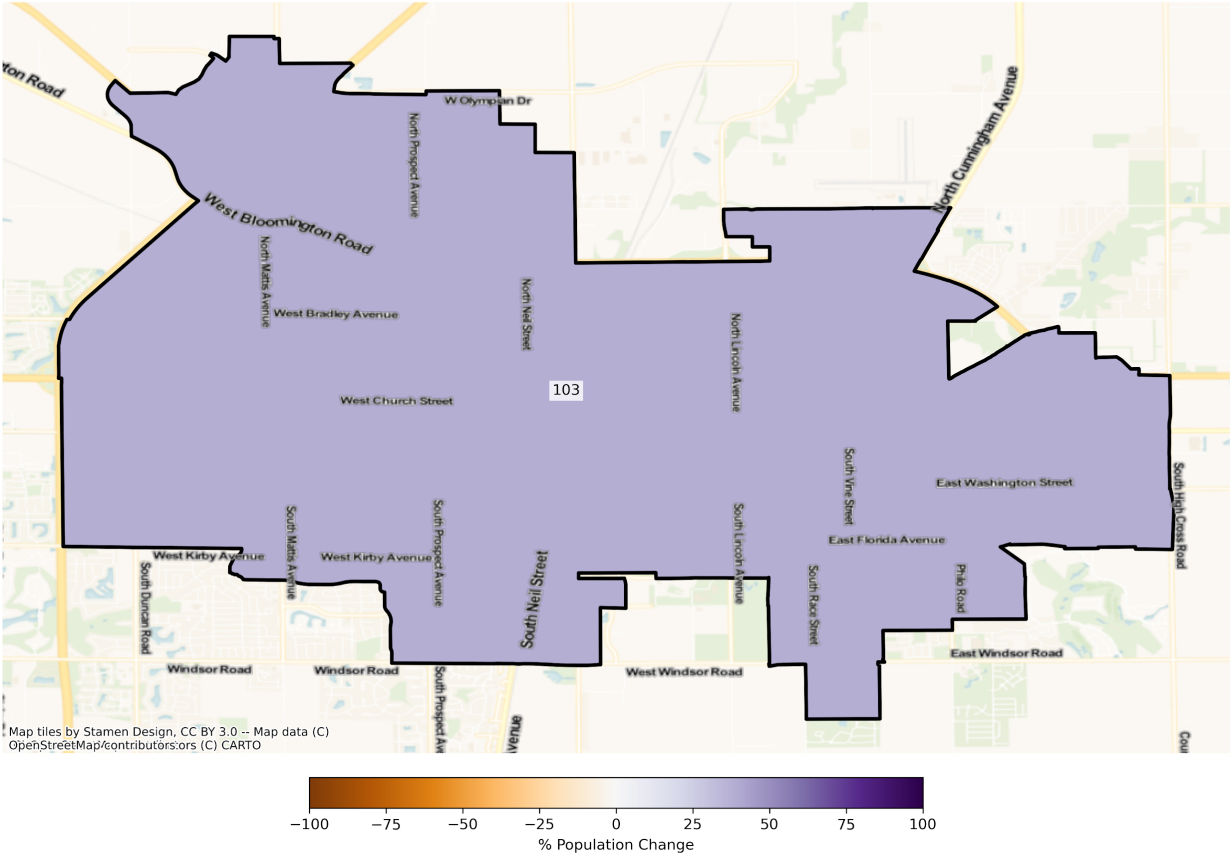 rton Road
W Olympian Dr
North Prospect Avenue
North Cunningham Avenue
West Bloomington Road
North Mattis Avenue
West Bradley Avenue
North Neil Street
North Lincoln Avenue
103
West Church Street
South Vine Street
East Washington Street
South High Cross Road
South Mattis Avenue
South Prospect Avenue
South Lincoln Avenue
East Florida Avenue
West Kirby Avenue
West Kirby Avenue
South Neil Street
South Duncan Road
South Race Street
Philo Road
East Windsor Road
Windsor Road
Windsor Road
West Windsor Road
South Prospect Av
venue
Cour
Map tiles by Stamen Design, CC BY 3.0 -- Map data (C)
OpenStreetMap contributors (C) CARTO
−100 −75 −50 −25 0 25 50 75 100
% Population Change